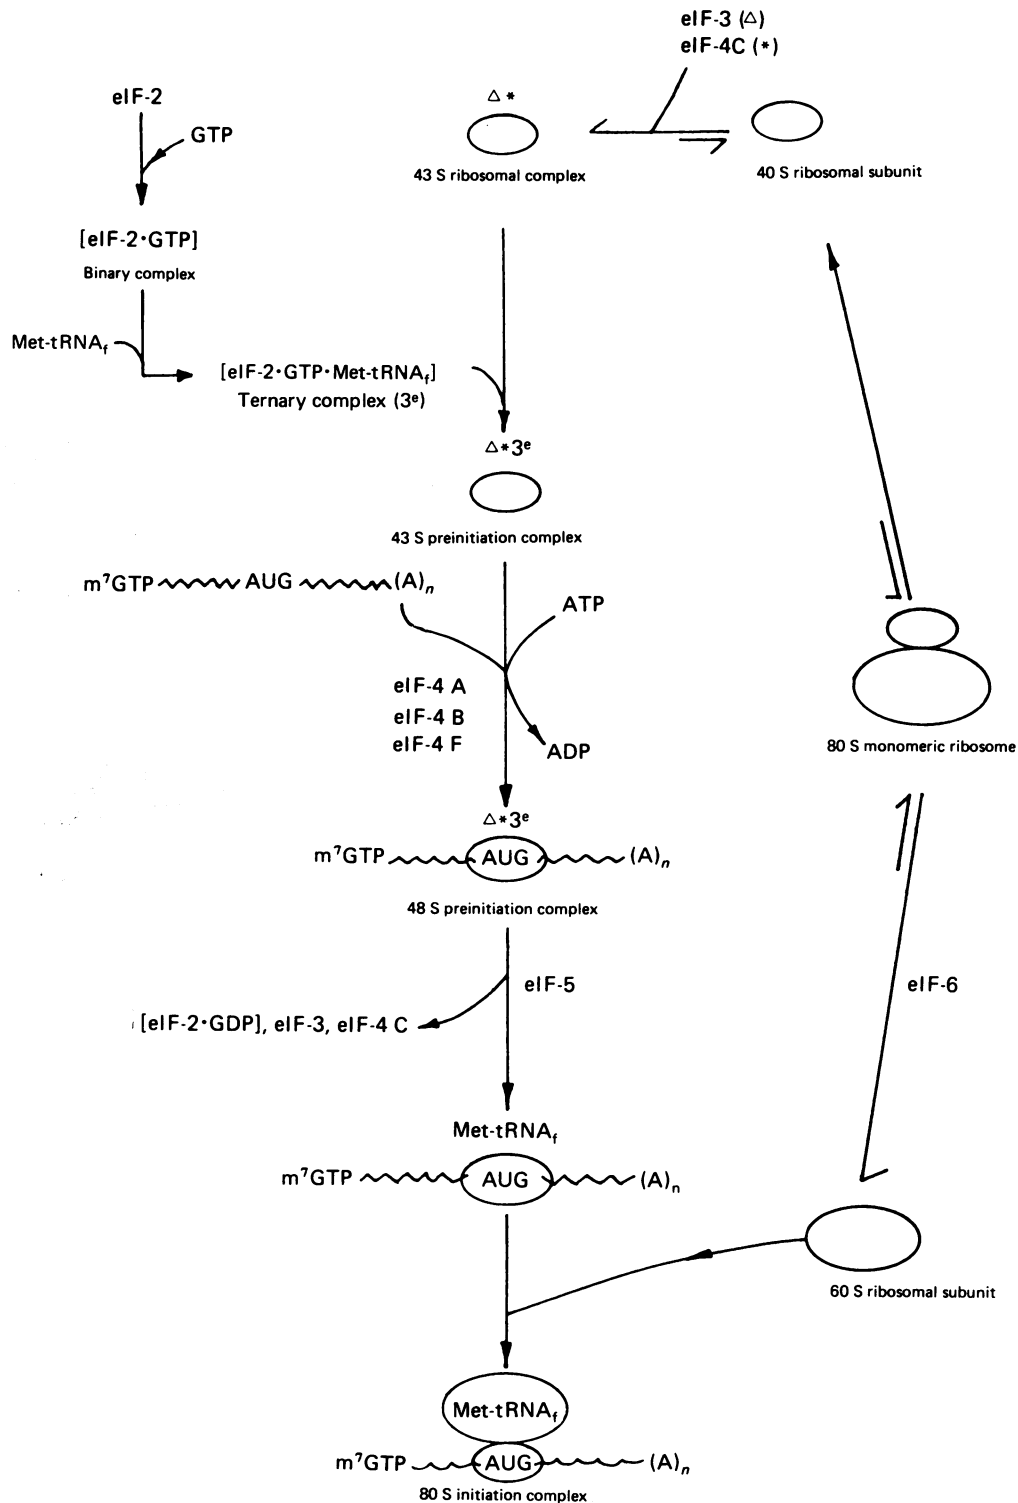 eIF-3 (△)
eIF-4C (*)
eIF-2
GTP
△ *
43 S ribosomal complex
40 S ribosomal subunit
[eIF-2·GTP]
Binary complex
Met-tRNAf
[eIF-2·GTP·Met-tRNAf]
Ternary complex (3ᵉ)
△*3ᵉ
43 S preinitiation complex
m⁷GTP AUG (A)n
ATP
eIF-4 A
eIF-4 B
eIF-4 F
ADP
80 S monomeric ribosome
△*3ᵉ
m⁷GTP AUG (A)n
48 S preinitiation complex
eIF-5
eIF-6
[eIF-2·GDP], eIF-3, eIF-4 C
Met-tRNAf
m⁷GTP AUG (A)n
60 S ribosomal subunit
Met-tRNAf
m⁷GTP AUG (A)n
80 S initiation complex